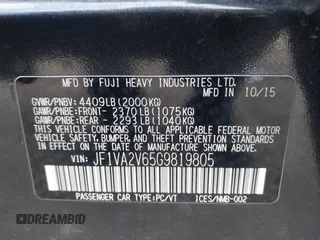 MFD. BY FUJI HEAVY INDUSTRIES LTD. 10/15
GVWR/PNBV: 4409LB (2000KG)
GAWR/PNBE: FRONT- 2370LB (1075KG)
GAWR/PNBE: REAR - 2293LB (1040KG)
THIS VEHICLE CONFORMS TO ALL APPLICABLE
FEDERAL MOTOR VEHICLE SAFETY, BUMPER, AND
THEFT PREVENTION STANDARDS IN EFFECT ON
THE DATE OF MANUFACTURE SHOWN ABOVE.
VIN: JF1VA2V65G9819805
PASSENGER CAR TYPE:PC/VT ICES/NMB-002
DREAMBID